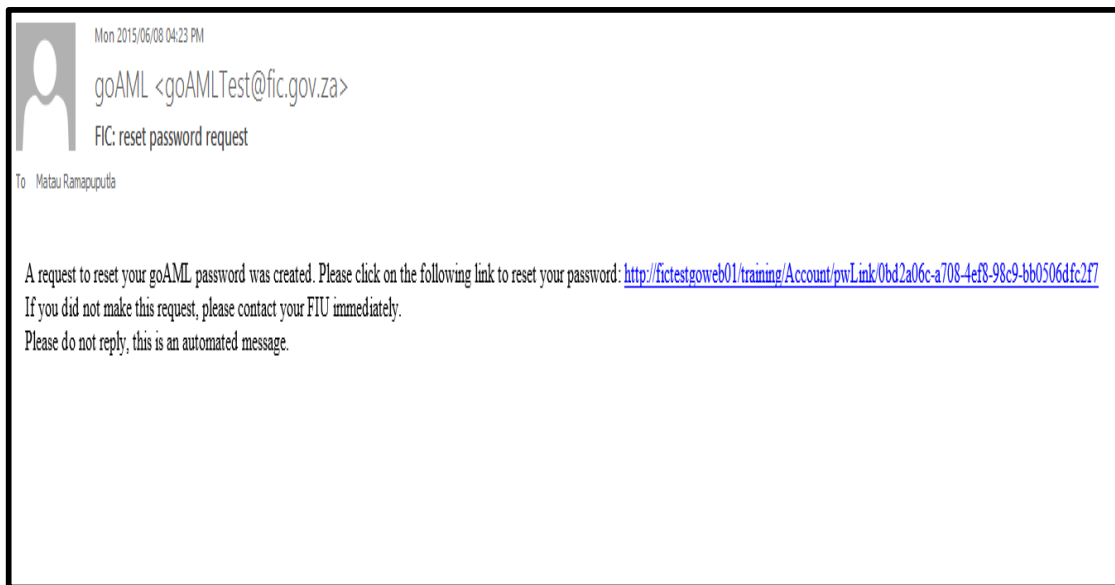 Mon 2015/06/08 04:23 PM
goAML <goAMLTest@fic.gov.za>
FIC: reset password request
To Matau Ramapuputla
A request to reset your goAML password was created. Please click on the following link to reset your password: http://fictestgoweb01/training/Account/pwLink/0bd2a06c-a708-4ef8-98c9-bb0506dfc2f7
If you did not make this request, please contact your FIU immediately.
Please do not reply, this is an automated message.